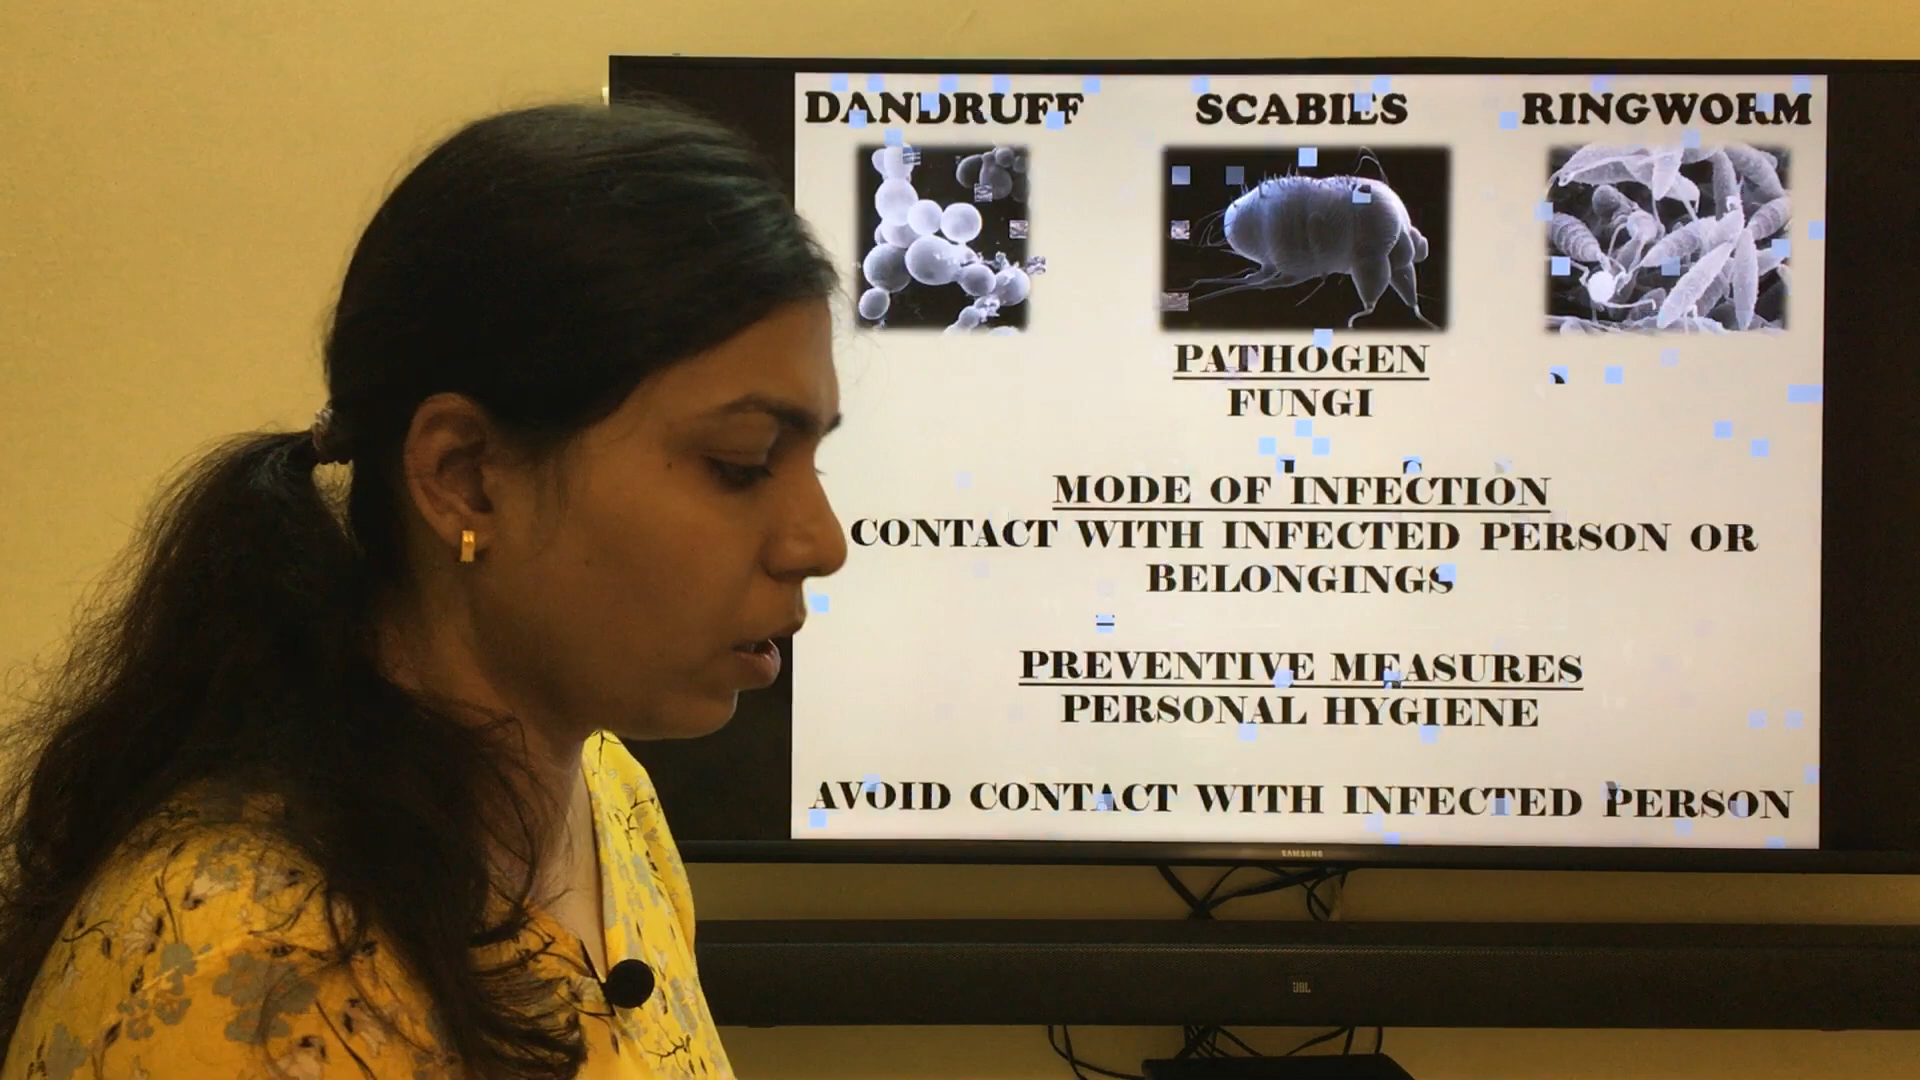 DANDRUFF SCABIES RINGWORM
PATHOGEN
FUNGI
MODE OF INFECTION
CONTACT WITH INFECTED PERSON OR
BELONGINGS
PREVENTIVE MEASURES
PERSONAL HYGIENE
AVOID CONTACT WITH INFECTED PERSON
SAMSUNG
JBL